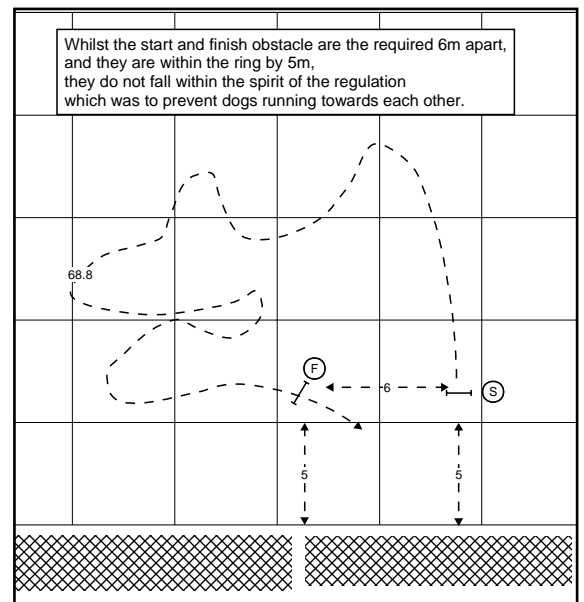 Whilst the start and finish obstacle are the required 6m apart,
and they are within the ring by 5m,
they do not fall within the spirit of the regulation
which was to prevent dogs running towards each other.
68.8
F
6
S
5
5